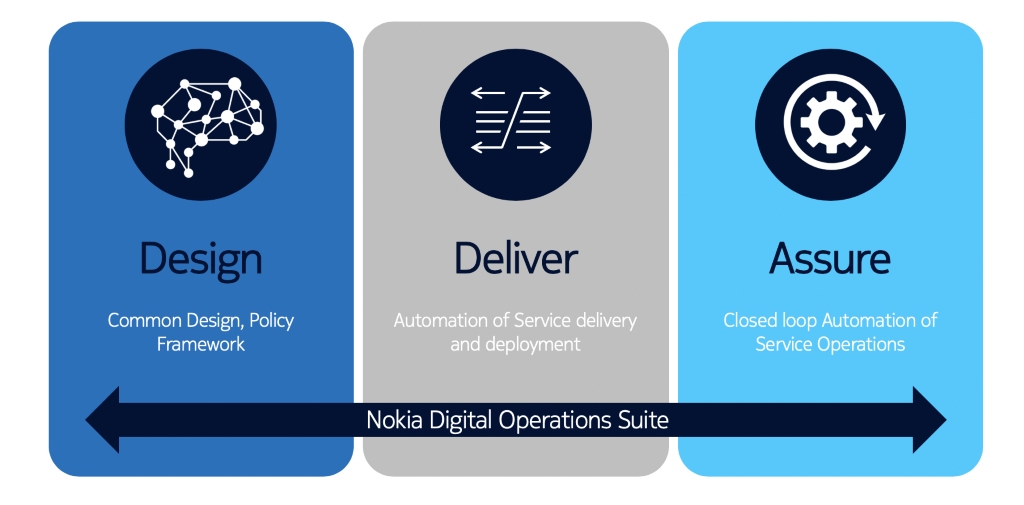 Design
Common Design, Policy
Framework
Deliver
Automation of Service delivery
and deployment
Assure
Closed loop Automation of
Service Operations
Nokia Digital Operations Suite